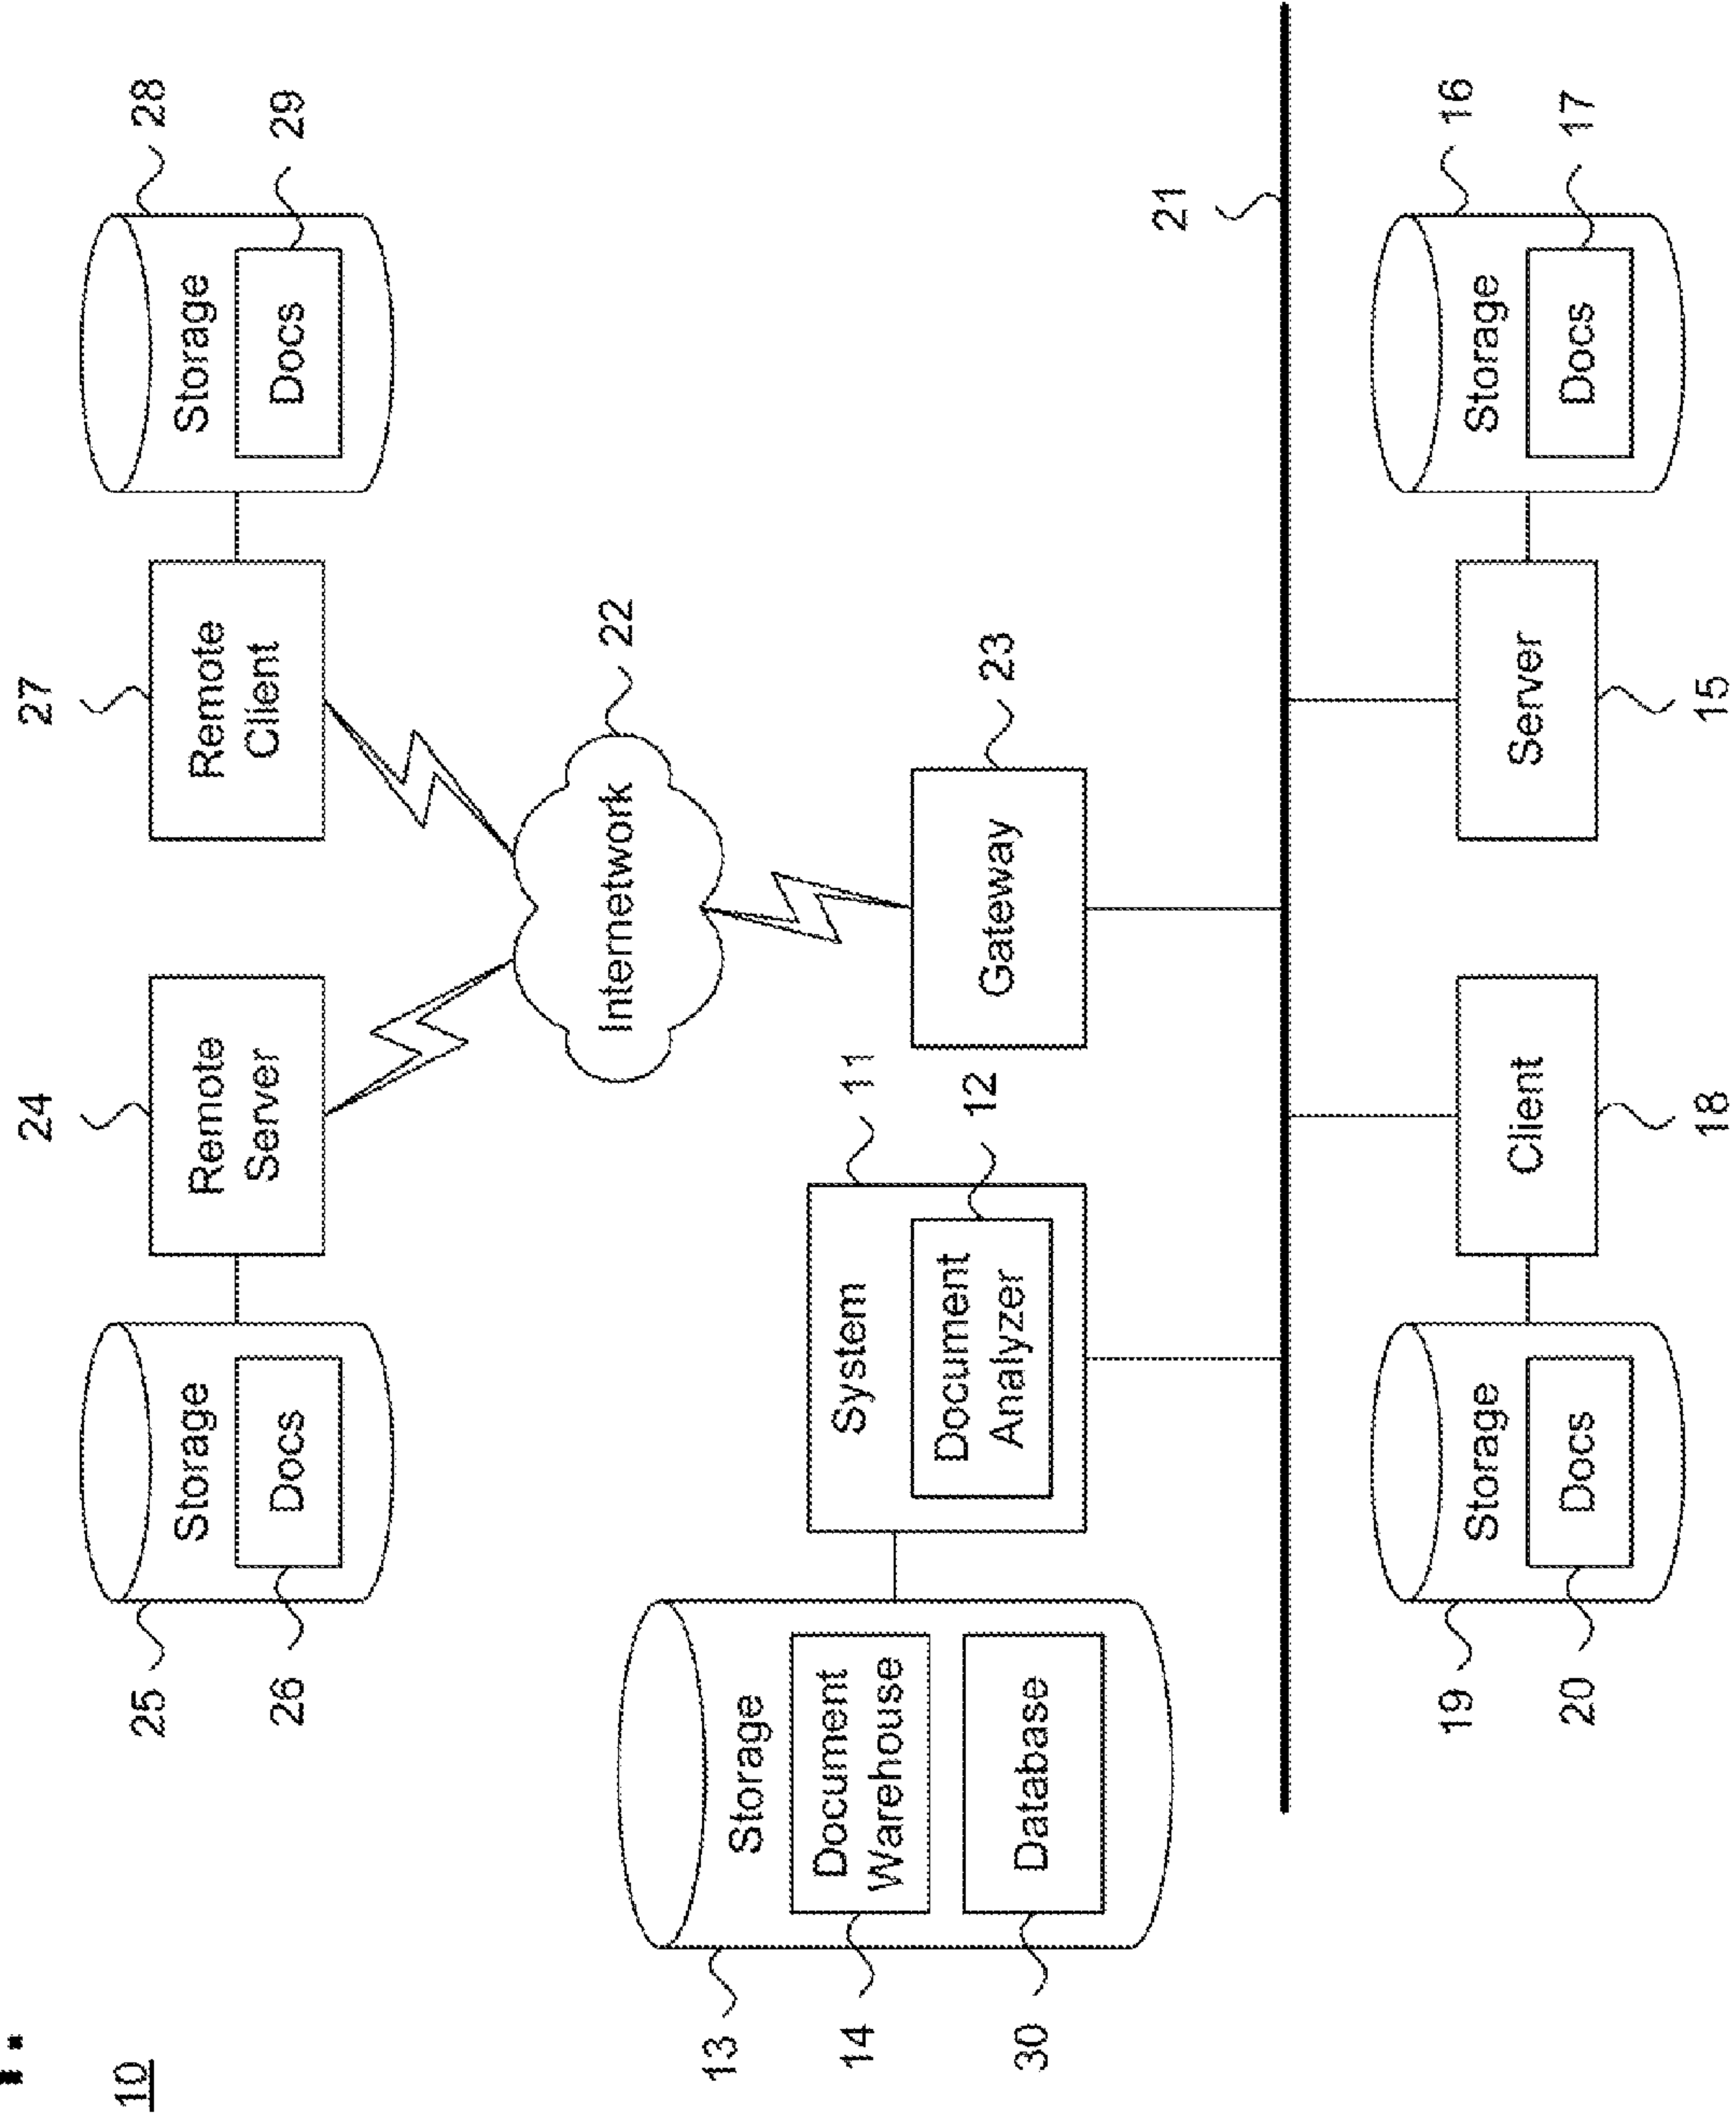 24
27
10
25
28
Storage
Remote
Server
Remote
Client
Storage
26
Docs
Docs
29
Internetwork
22
13
Storage
System
11
14
Document
Warehouse
Document
Analyzer
12
Gateway
23
30
Database
21
19
Storage
Client
Server
Storage
16
20
Docs
Docs
17
18
15